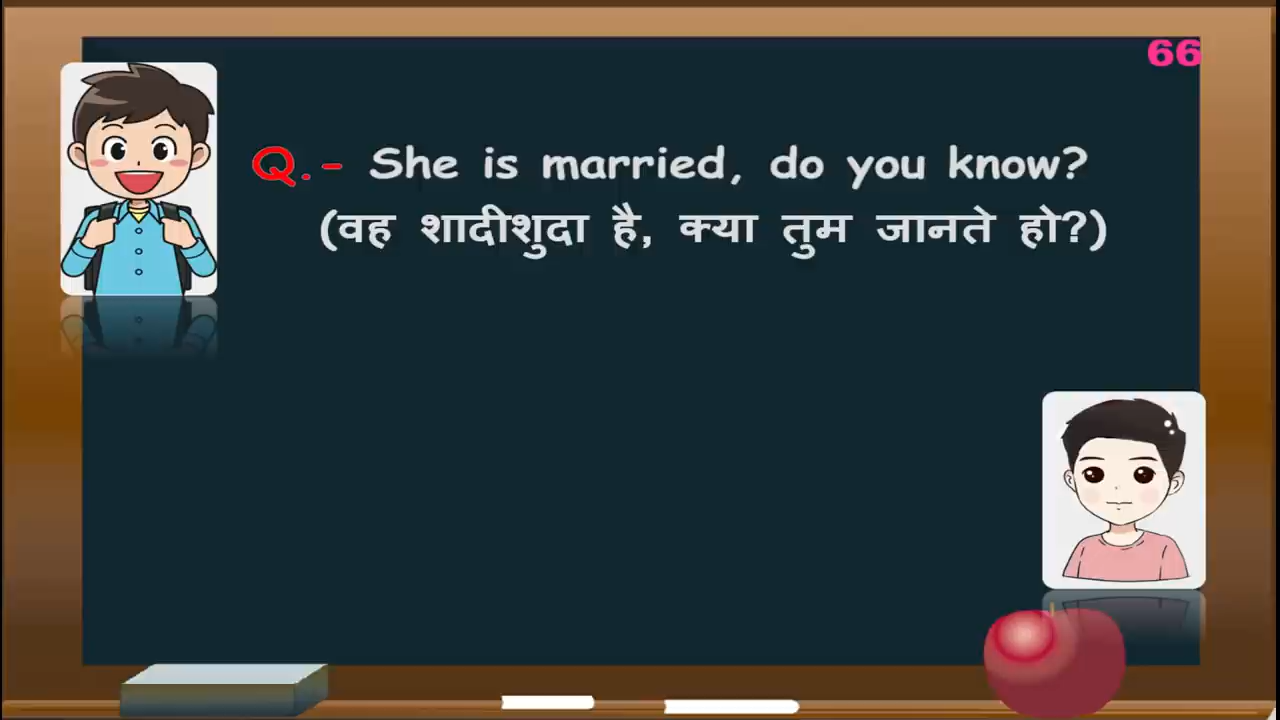 66
Q.- She is married, do you know?
(वह शादीशुदा है, क्या तुम जानते हो?)